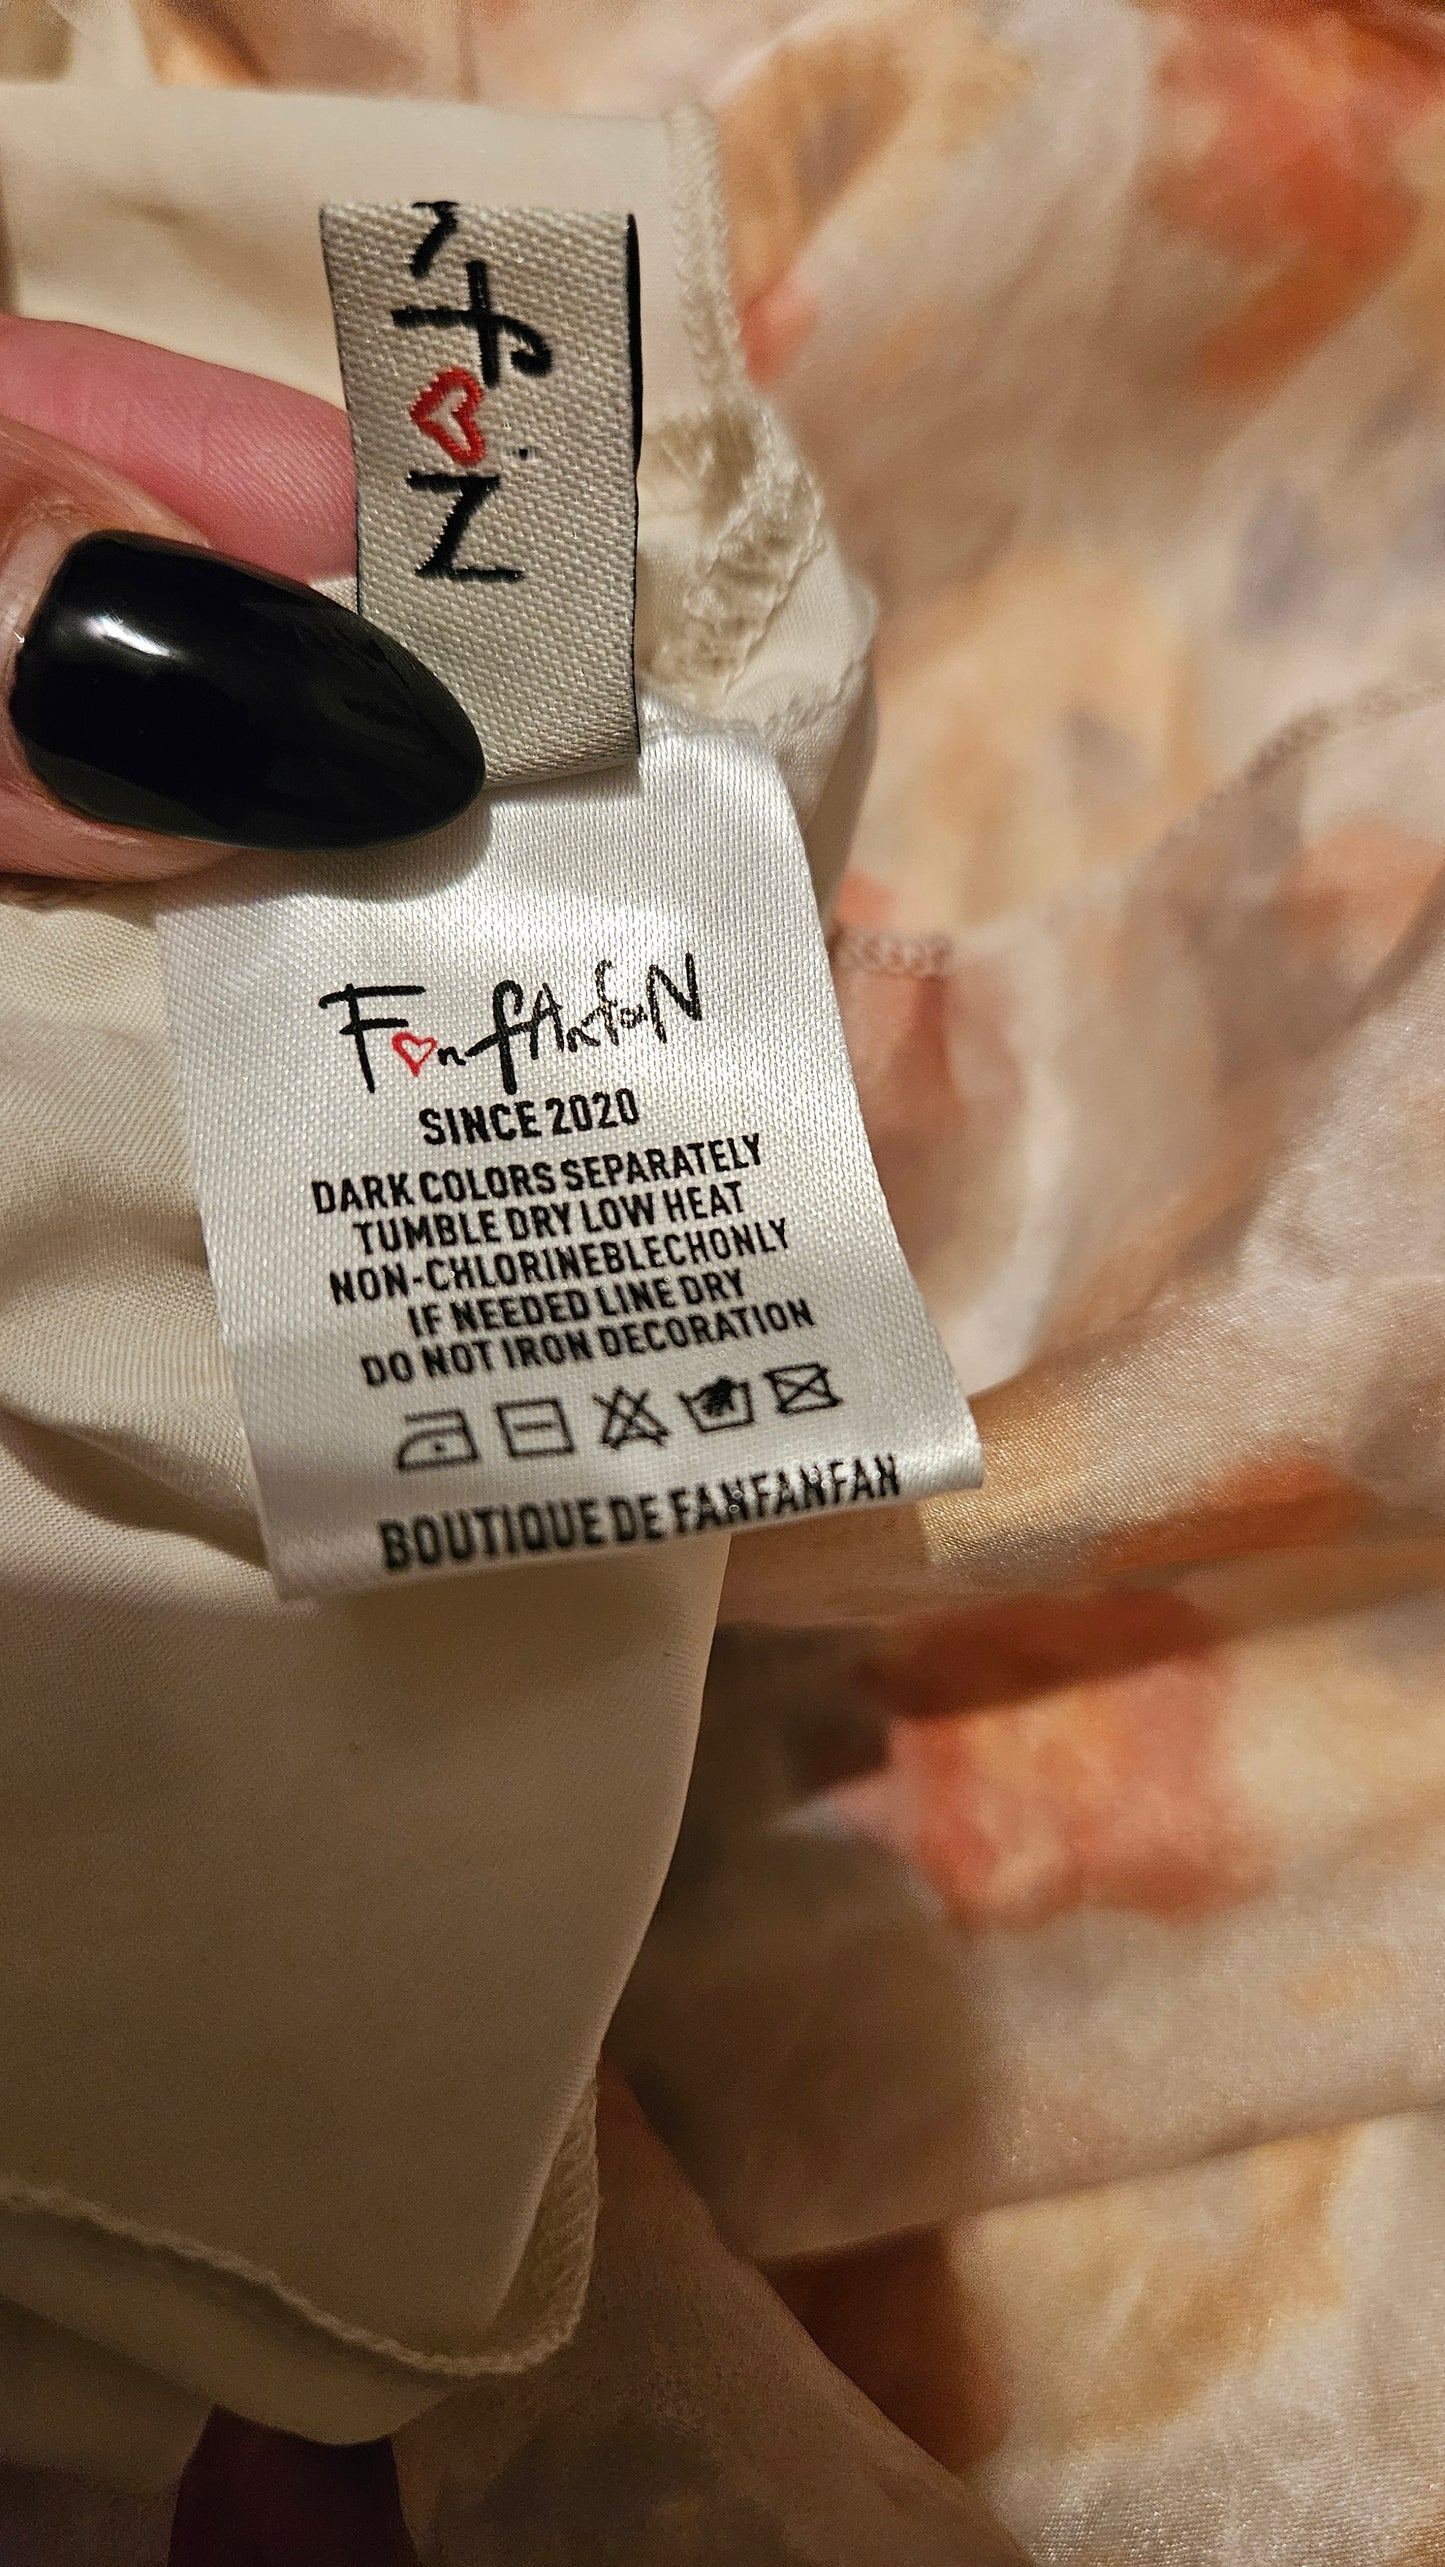 FanfAnfaN
SINCE 2020
DARK COLORS SEPARATELY
TUMBLE DRY LOW HEAT
NON-CHLORINEBLECHONLY
IF NEEDED LINE DRY
DO NOT IRON DECORATION
BOUTIQUE DE FANFANFAN